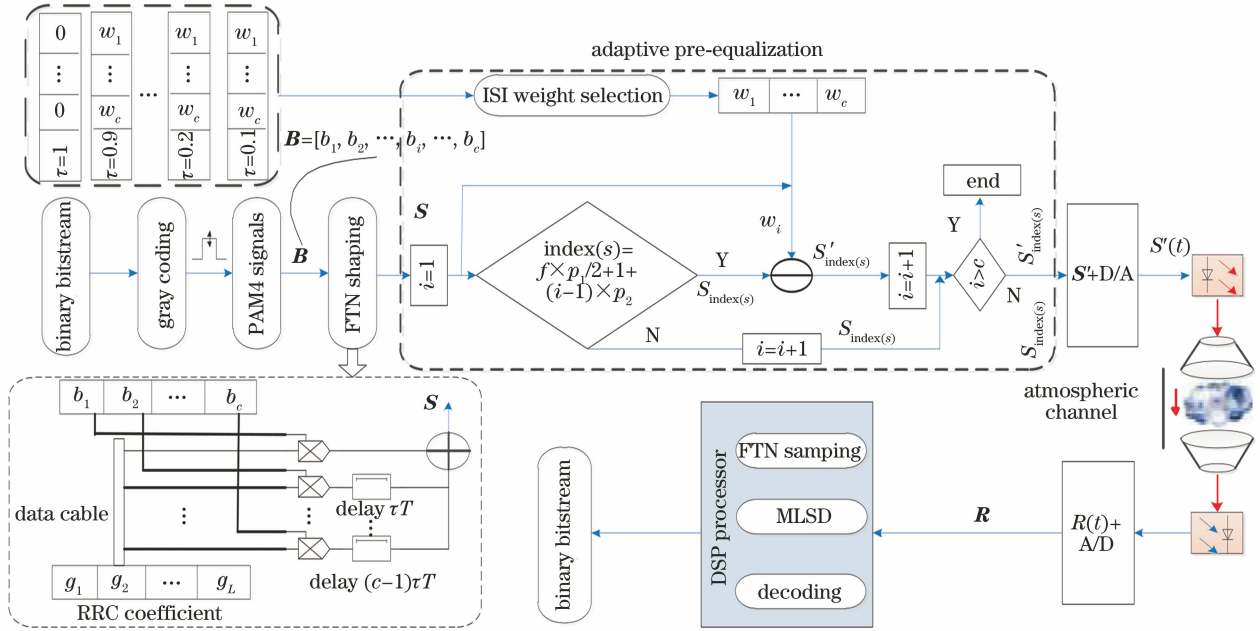 0 w1 w1 w1
⋮ ⋮ ⋮ ⋮
...
0 wc wc wc
τ=1 τ=0.9 τ=0.2 τ=0.1
adaptive pre-equalization
ISI weight selection
w1 ... wc
B=[b1, b2, ..., bi, ..., bc]
binary bitstream
gray coding
PAM4 signals
B
FTN shaping
S
i=1
index(s)=
f×p1/2+1+
(i−1)×p2
Y
Sindex(s)
N
wi
S′index(s)
i=i+1
i=i+1
Sindex(s)
end
Y
i>c
N
S′index(s)
Sindex(s)
S′+D/A
S′(t)
atmospheric
channel
b1 b2 ... bc
S
delay τT
data cable
⋮ ⋮ ⋮
delay (c−1)τT
g1 g2 ... gL
RRC coefficient
binary bitstream
DSP processor
FTN samping
MLSD
decoding
R
R(t)+
A/D